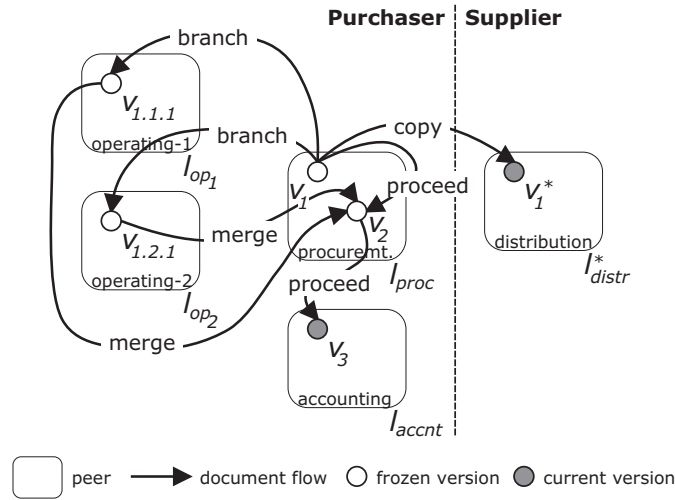 Purchaser Supplier
branch
v1.1.1
operating-1
lop1
branch
copy
v1
proceed
v1*
v1.2.1
merge
v2
operating-2
procuremt.
distribution
lop2
lproc
l*distr
proceed
merge
v3
accounting
laccnt
peer document flow frozen version current version